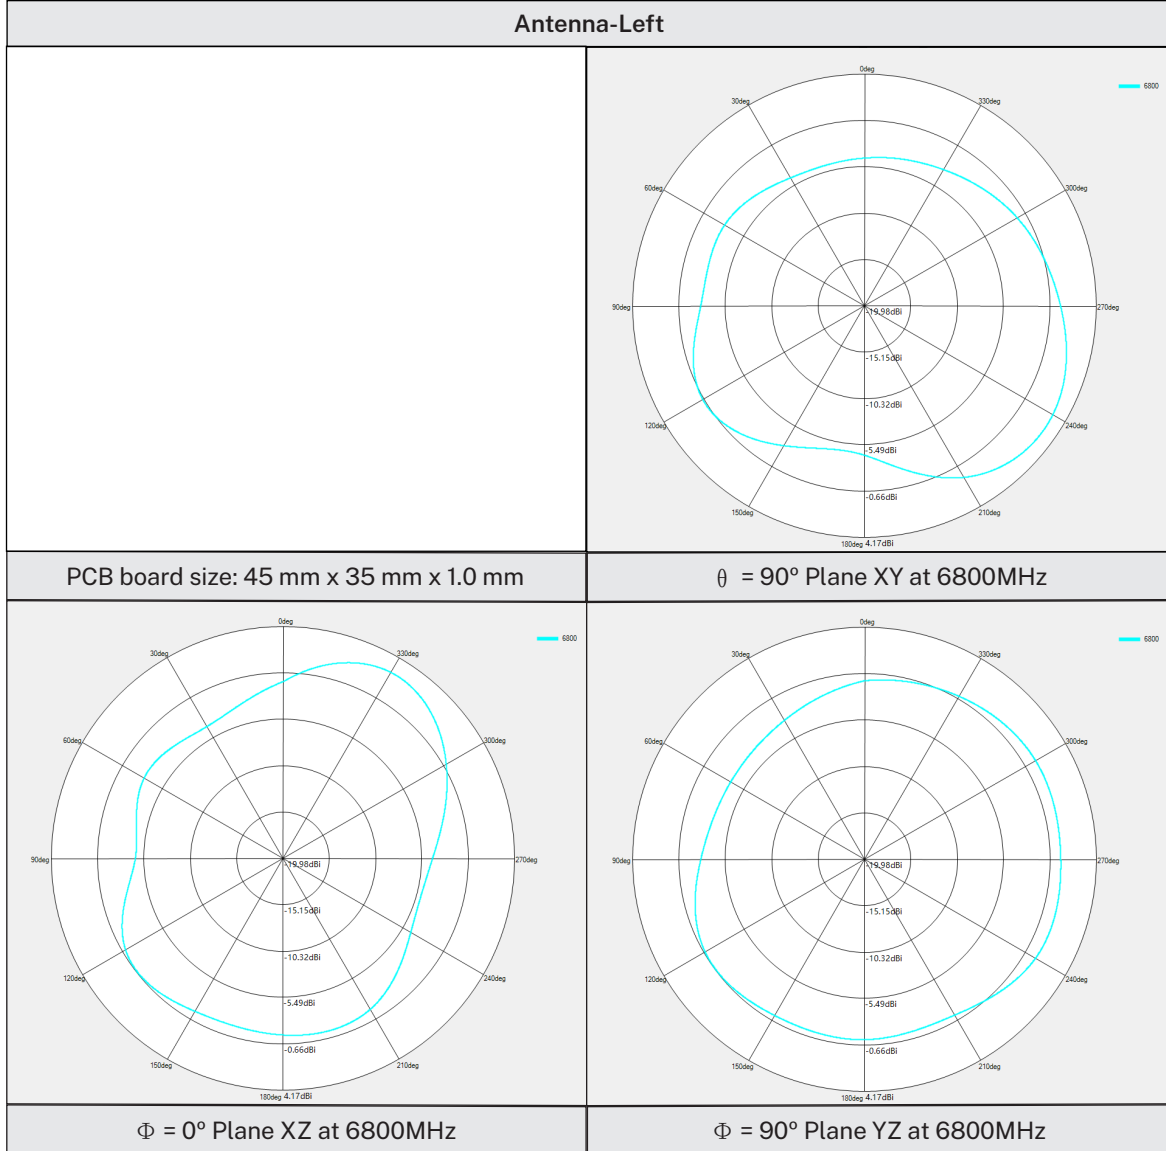 Antenna-Left
0deg
6800
30deg
330deg
60deg
300deg
90deg
-19.98dBi
270deg
-15.15dBi
-10.32dBi
120deg
240deg
-5.49dBi
-0.66dBi
150deg
210deg
180deg 4.17dBi
PCB board size: 45 mm x 35 mm x 1.0 mm
θ = 90º Plane XY at 6800MHz
0deg
6800
30deg
330deg
60deg
300deg
90deg
-19.98dBi
270deg
-15.15dBi
-10.32dBi
120deg
240deg
-5.49dBi
-0.66dBi
150deg
210deg
180deg 4.17dBi
0deg
6800
30deg
330deg
60deg
300deg
90deg
-19.98dBi
270deg
-15.15dBi
-10.32dBi
120deg
240deg
-5.49dBi
-0.66dBi
150deg
210deg
180deg 4.17dBi
Φ = 0º Plane XZ at 6800MHz
Φ = 90º Plane YZ at 6800MHz